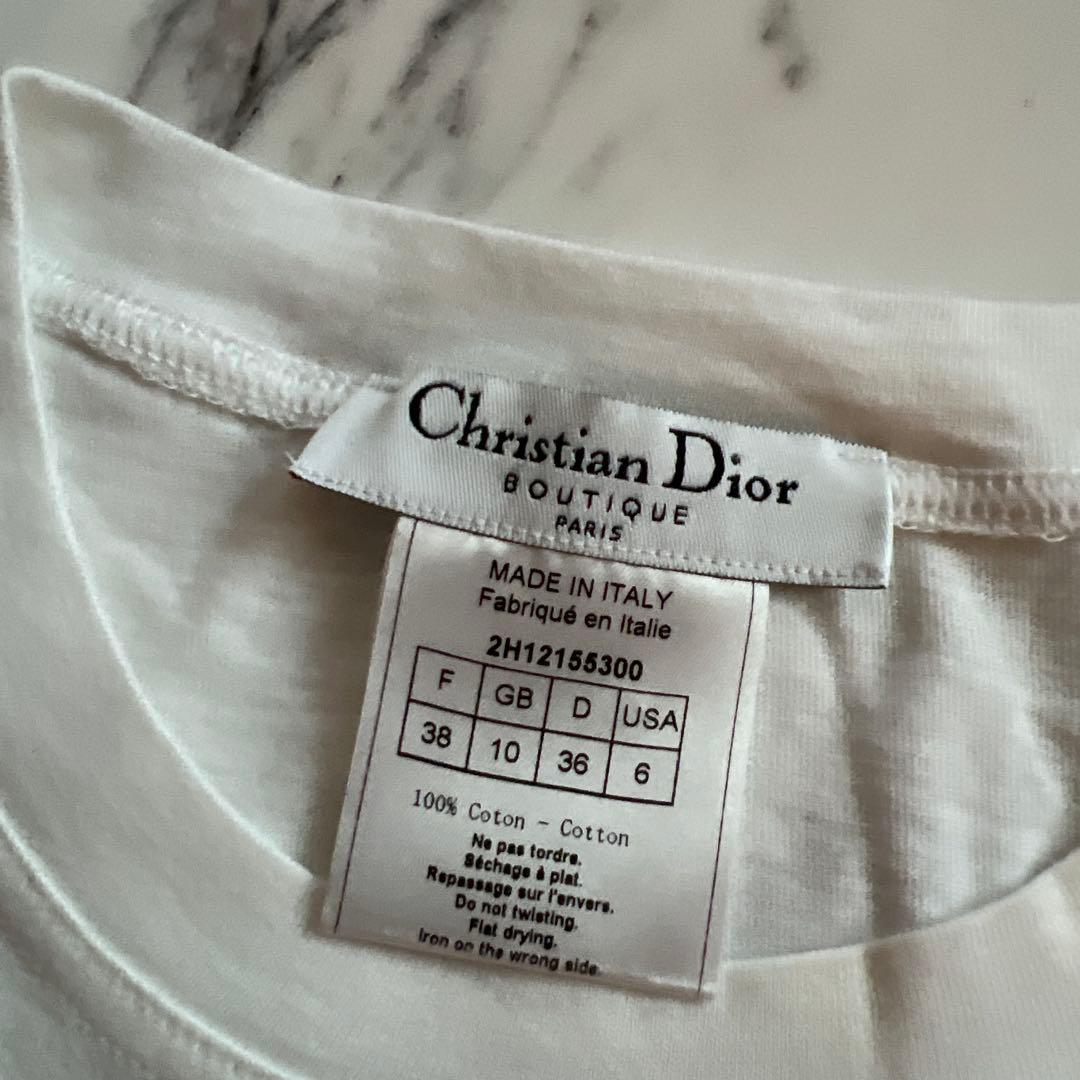 Christian Dior
BOUTIQUE
PARIS
MADE IN ITALY
Fabriqué en Italie
2H12155300
F GB D USA
38 10 36 6
100% Coton - Cotton
Ne pas tordre.
Séchage à plat.
Repassage sur l'envers.
Do not twisting.
Flat drying.
Iron on the wrong side.